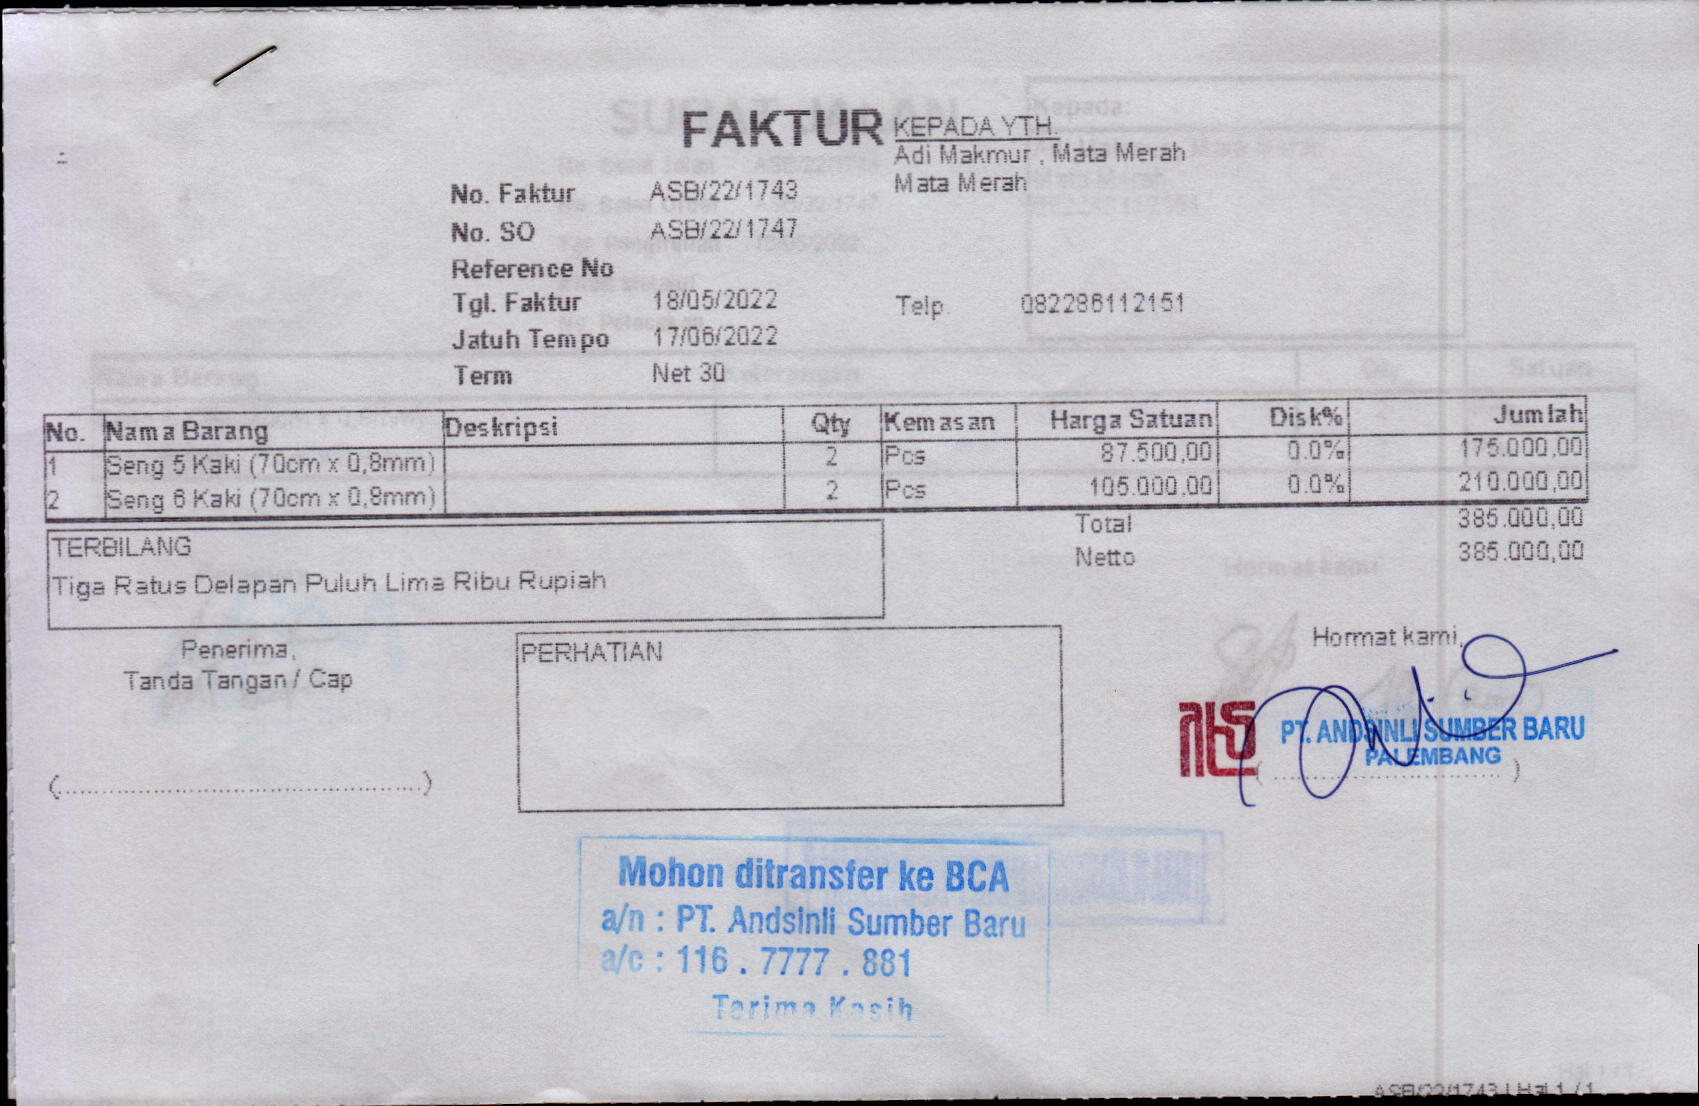 FAKTUR
KEPADA YTH.
Adi Makmur , Mata Merah
Mata Merah
No. Faktur ASB/22/1743
No. SO ASB/22/1747
Reference No
Tgl. Faktur 18/05/2022
Telp. 082286112151
Jatuh Tempo 17/06/2022
Term Net 30
No. Nama Barang Deskripsi Qty Kemasan Harga Satuan Disk% Jumlah
1 Seng 5 Kaki (70cm x 0,8mm) 2 Pcs 87.500,00 0.0% 175.000,00
2 Seng 6 Kaki (70cm x 0,8mm) 2 Pcs 105.000,00 0.0% 210.000,00
Total 385.000,00
Netto 385.000,00
TERBILANG
Tiga Ratus Delapan Puluh Lima Ribu Rupiah
Penerima,
Tanda Tangan / Cap
(................................................)
PERHATIAN
Hormat kami,
PT. ANDSINLI SUMBER BARU
PALEMBANG
Mohon ditransfer ke BCA
a/n : PT. Andsinli Sumber Baru
a/c : 116 . 7777 . 881
Terima Kasih
ASB/22/1743 | Hal 1 / 1